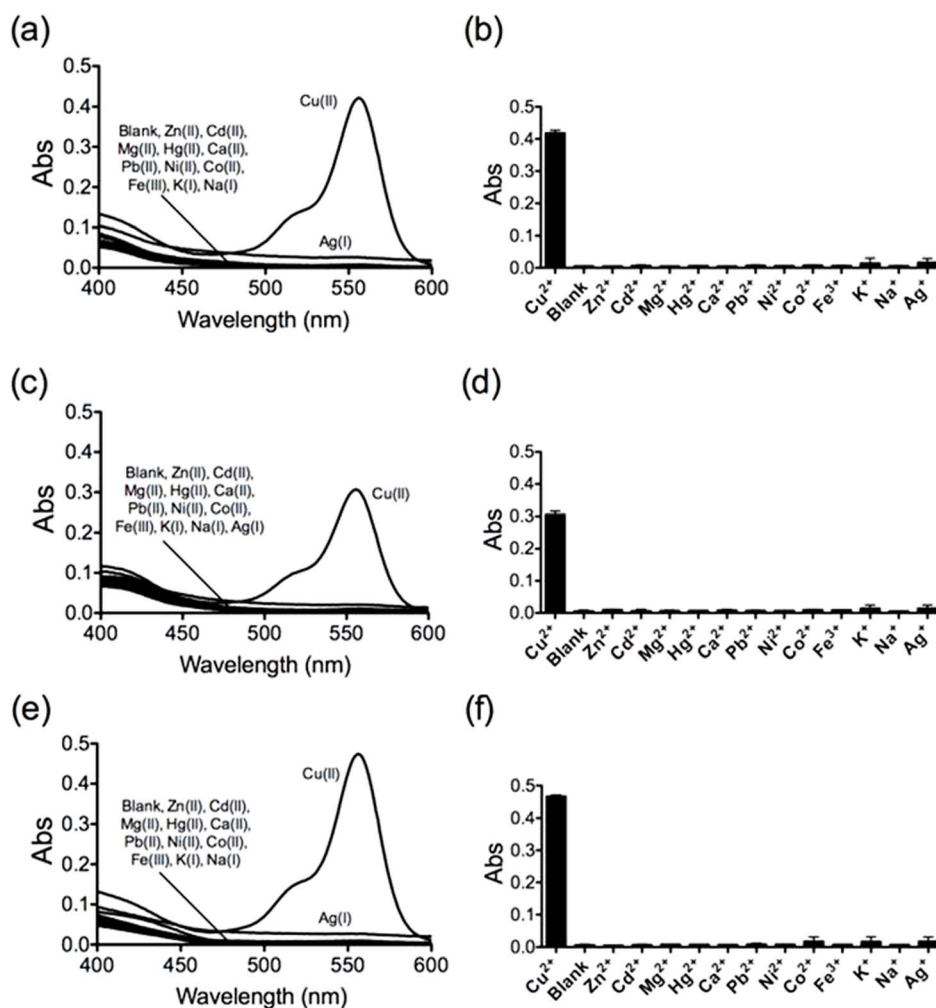 (a)
0.5
0.4
0.3
0.2
0.1
0.0
Abs
Cu(II)
Blank, Zn(II), Cd(II),
Mg(II), Hg(II), Ca(II),
Pb(II), Ni(II), Co(II),
Fe(III), K(I), Na(I)
Ag(I)
400 450 500 550 600
Wavelength (nm)
(b)
0.5
0.4
0.3
0.2
0.1
0.0
Abs
Cu²⁺ Blank Zn²⁺ Cd²⁺ Mg²⁺ Hg²⁺ Ca²⁺ Pb²⁺ Ni²⁺ Co²⁺ Fe³⁺ K⁺ Na⁺ Ag⁺
(c)
0.5
0.4
0.3
0.2
0.1
0.0
Abs
Blank, Zn(II), Cd(II),
Mg(II), Hg(II), Ca(II),
Pb(II), Ni(II), Co(II),
Fe(III), K(I), Na(I), Ag(I)
Cu(II)
400 450 500 550 600
Wavelength (nm)
(d)
0.5
0.4
0.3
0.2
0.1
0.0
Abs
Cu²⁺ Blank Zn²⁺ Cd²⁺ Mg²⁺ Hg²⁺ Ca²⁺ Pb²⁺ Ni²⁺ Co²⁺ Fe³⁺ K⁺ Na⁺ Ag⁺
(e)
0.5
0.4
0.3
0.2
0.1
0.0
Abs
Cu(II)
Blank, Zn(II), Cd(II),
Mg(II), Hg(II), Ca(II),
Pb(II), Ni(II), Co(II),
Fe(III), K(I), Na(I)
Ag(I)
400 450 500 550 600
Wavelength (nm)
(f)
0.5
0.4
0.3
0.2
0.1
0.0
Abs
Cu²⁺ Blank Zn²⁺ Cd²⁺ Mg²⁺ Hg²⁺ Ca²⁺ Pb²⁺ Ni²⁺ Co²⁺ Fe³⁺ K⁺ Na⁺ Ag⁺